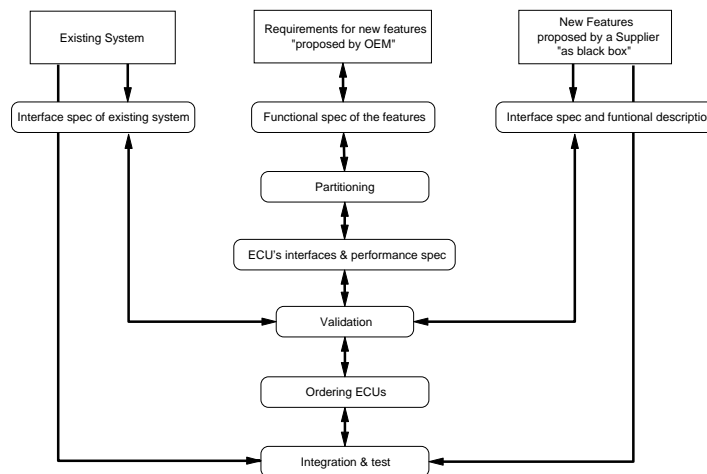 Existing System
Requirements for new features
"proposed by OEM"
New Features
proposed by a Supplier
"as black box"
Interface spec of existing system
Functional spec of the features
Interface spec and funtional description
Partitioning
ECU's interfaces & performance spec
Validation
Ordering ECUs
Integration & test